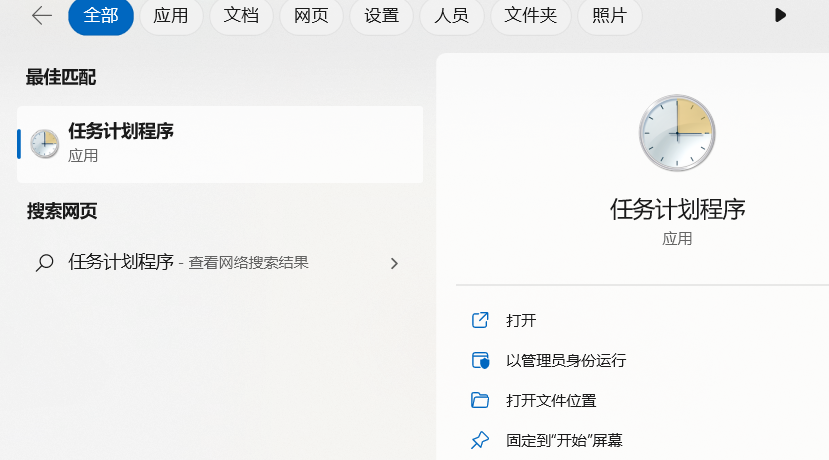 全部 应用 文档 网页 设置 人员 文件夹 照片
最佳匹配
任务计划程序
应用
搜索网页
任务计划程序 - 查看网络搜索结果
任务计划程序
应用
打开
以管理员身份运行
打开文件位置
固定到“开始”屏幕